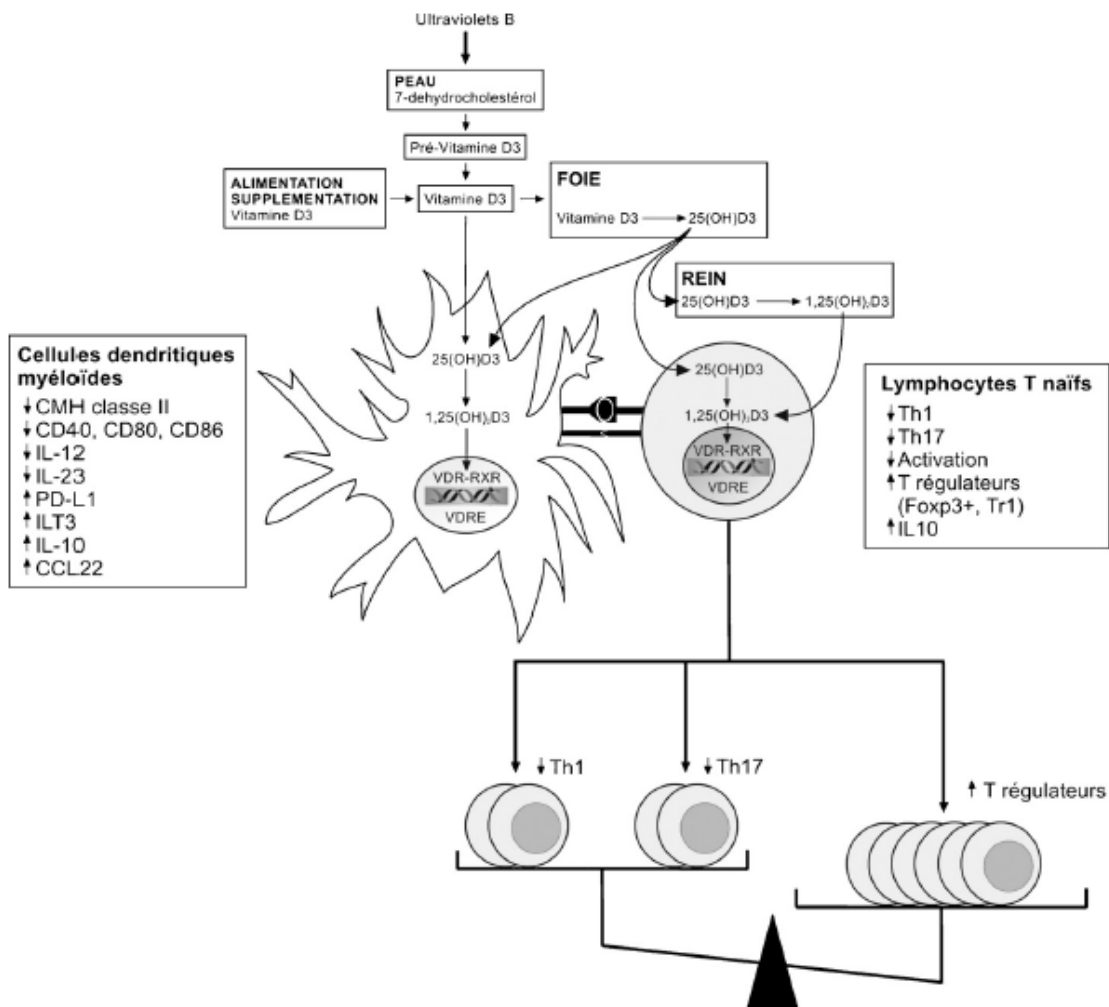 Ultraviolets B
PEAU
7-dehydrocholestérol
Pré-Vitamine D3
ALIMENTATION
SUPPLEMENTATION
Vitamine D3
Vitamine D3
FOIE
Vitamine D3
25(OH)D3
REIN
25(OH)D3
1,25(OH)₂D3
Cellules dendritiques
myéloïdes
↓CMH classe II
↓CD40, CD80, CD86
↓IL-12
↓IL-23
↑PD-L1
↑ILT3
↑IL-10
↑CCL22
25(OH)D3
1,25(OH)₂D3
VDR-RXR
VDRE
25(OH)D3
1,25(OH)₂D3
VDR-RXR
VDRE
Lymphocytes T naïfs
↓Th1
↓Th17
↓Activation
↑T régulateurs
(Foxp3+, Tr1)
↑IL10
↓Th1
↓Th17
↑ T régulateurs